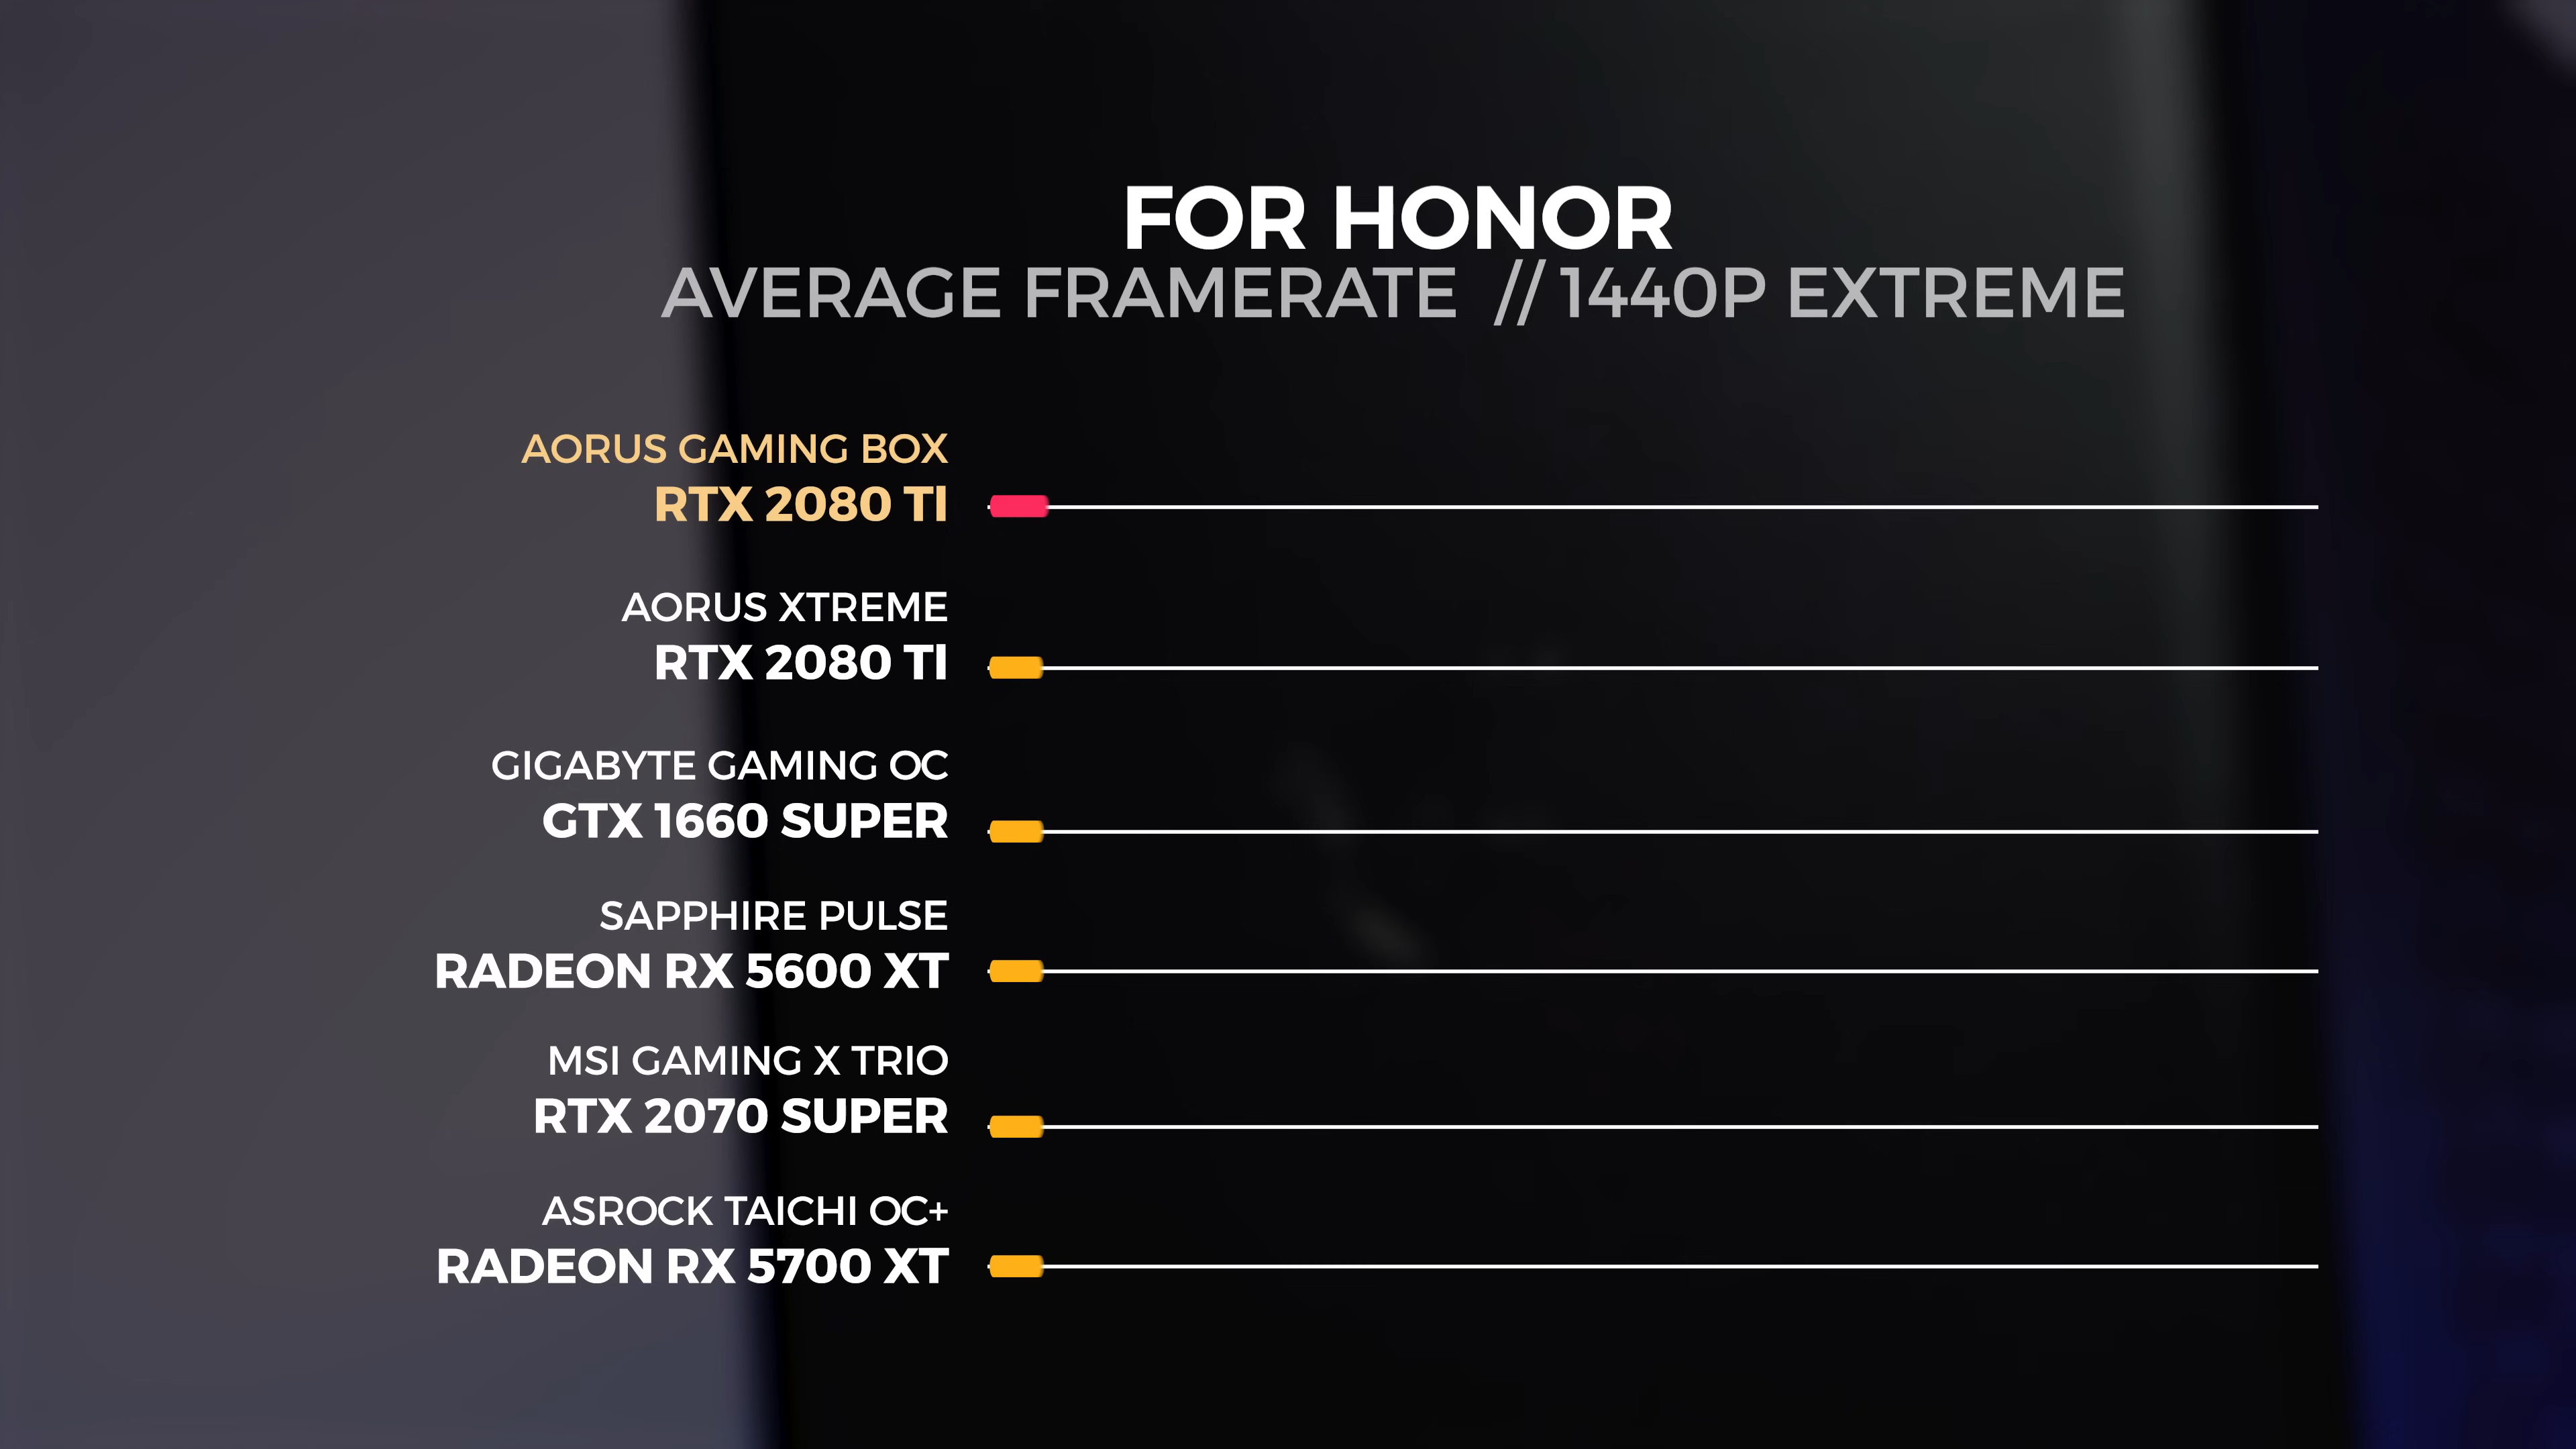 FOR HONOR
AVERAGE FRAMERATE // 1440P EXTREME
AORUS GAMING BOX
RTX 2080 TI
AORUS XTREME
RTX 2080 TI
GIGABYTE GAMING OC
GTX 1660 SUPER
SAPPHIRE PULSE
RADEON RX 5600 XT
MSI GAMING X TRIO
RTX 2070 SUPER
ASROCK TAICHI OC+
RADEON RX 5700 XT